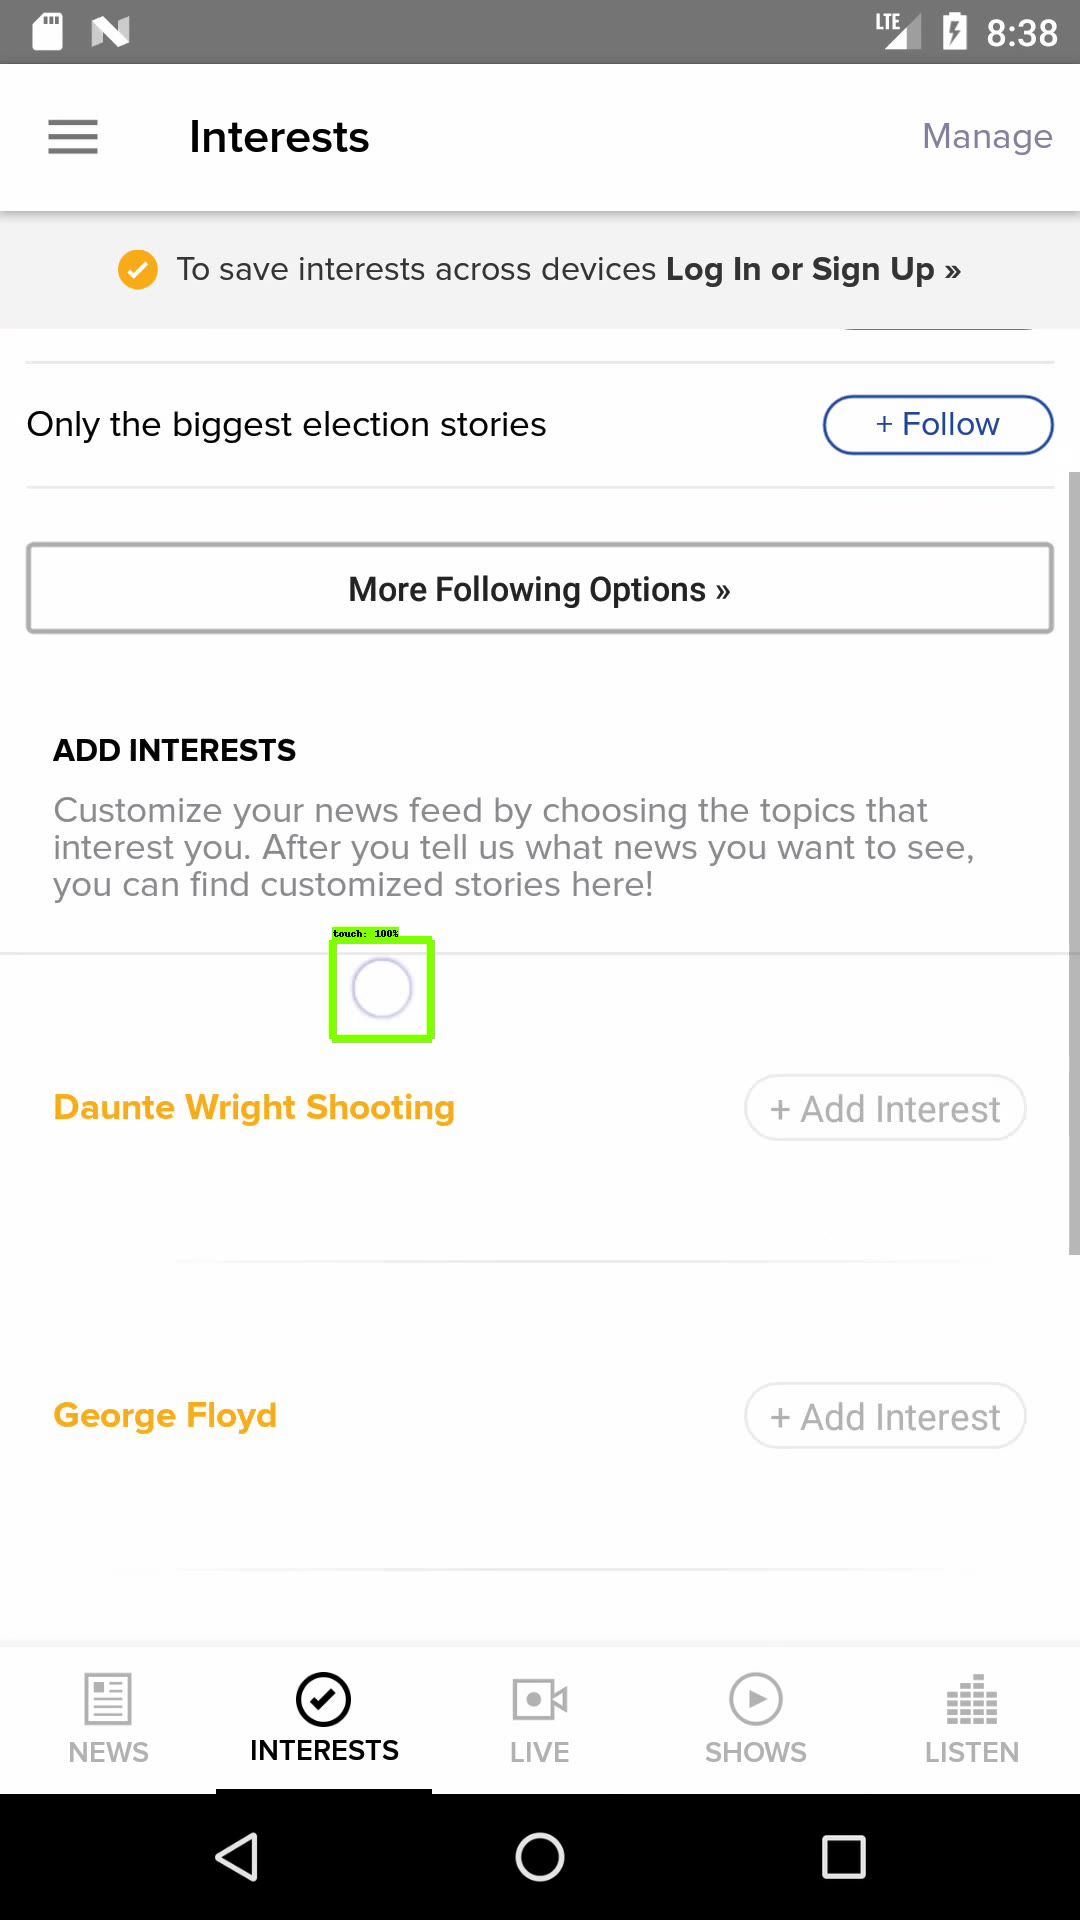 LTE 8:38
Interests Manage
To save interests across devices Log In or Sign Up »
Only the biggest election stories + Follow
More Following Options »
ADD INTERESTS
Customize your news feed by choosing the topics that
interest you. After you tell us what news you want to see,
you can find customized stories here!
touch: 100%
Daunte Wright Shooting + Add Interest
George Floyd + Add Interest
NEWS INTERESTS LIVE SHOWS LISTEN